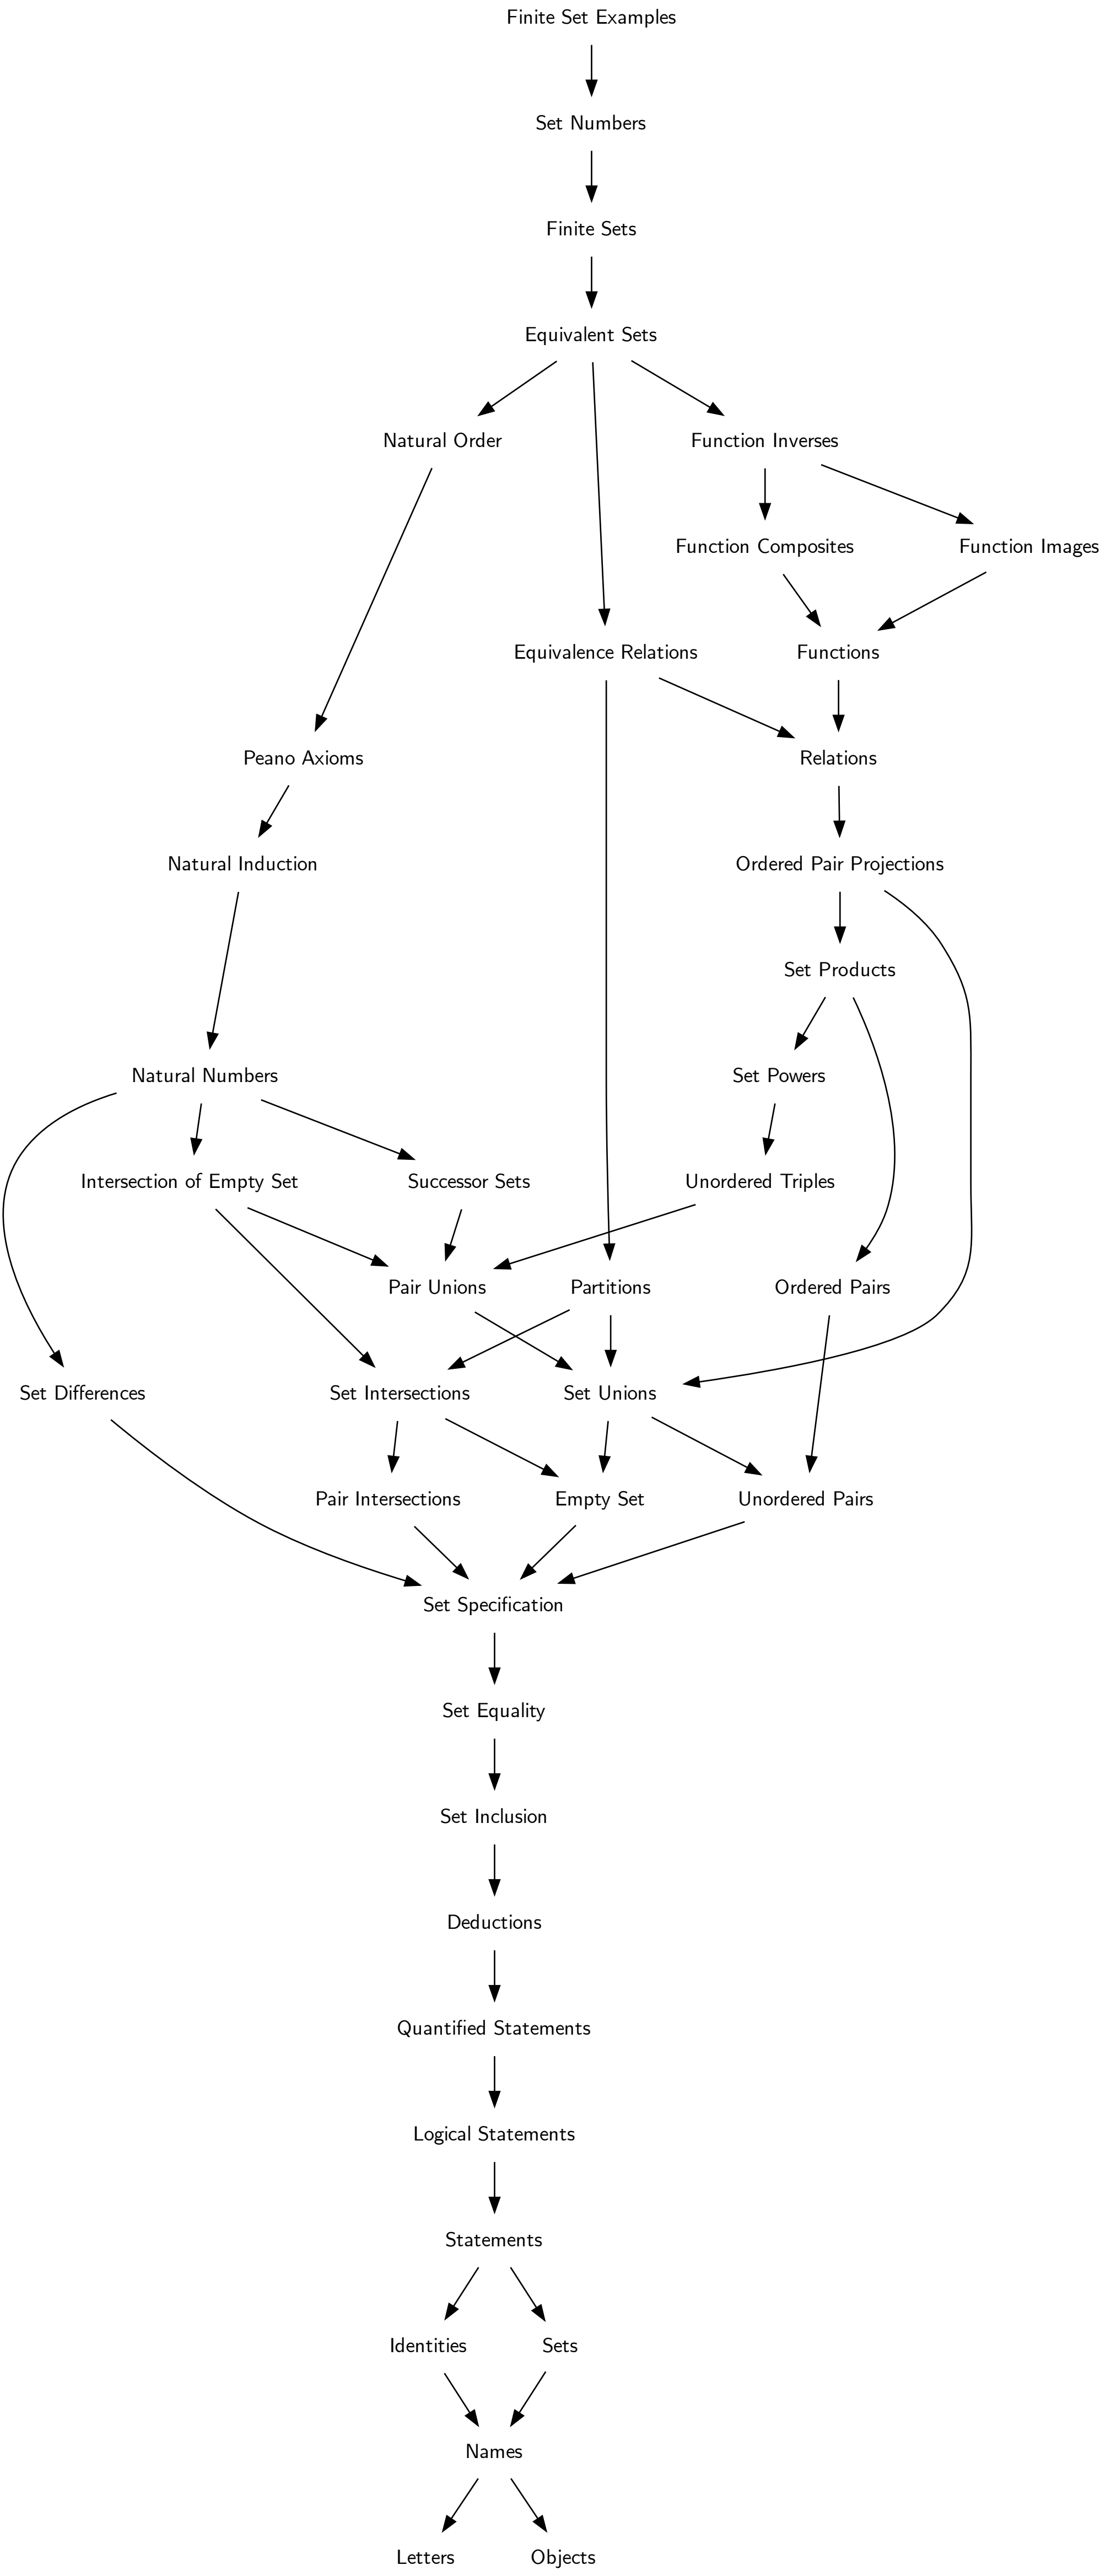 Finite Set Examples
Set Numbers
Finite Sets
Equivalent Sets
Natural Order
Function Inverses
Function Composites
Function Images
Equivalence Relations
Functions
Peano Axioms
Relations
Natural Induction
Ordered Pair Projections
Set Products
Natural Numbers
Set Powers
Intersection of Empty Set
Successor Sets
Unordered Triples
Pair Unions
Partitions
Ordered Pairs
Set Differences
Set Intersections
Set Unions
Pair Intersections
Empty Set
Unordered Pairs
Set Specification
Set Equality
Set Inclusion
Deductions
Quantified Statements
Logical Statements
Statements
Identities
Sets
Names
Letters
Objects